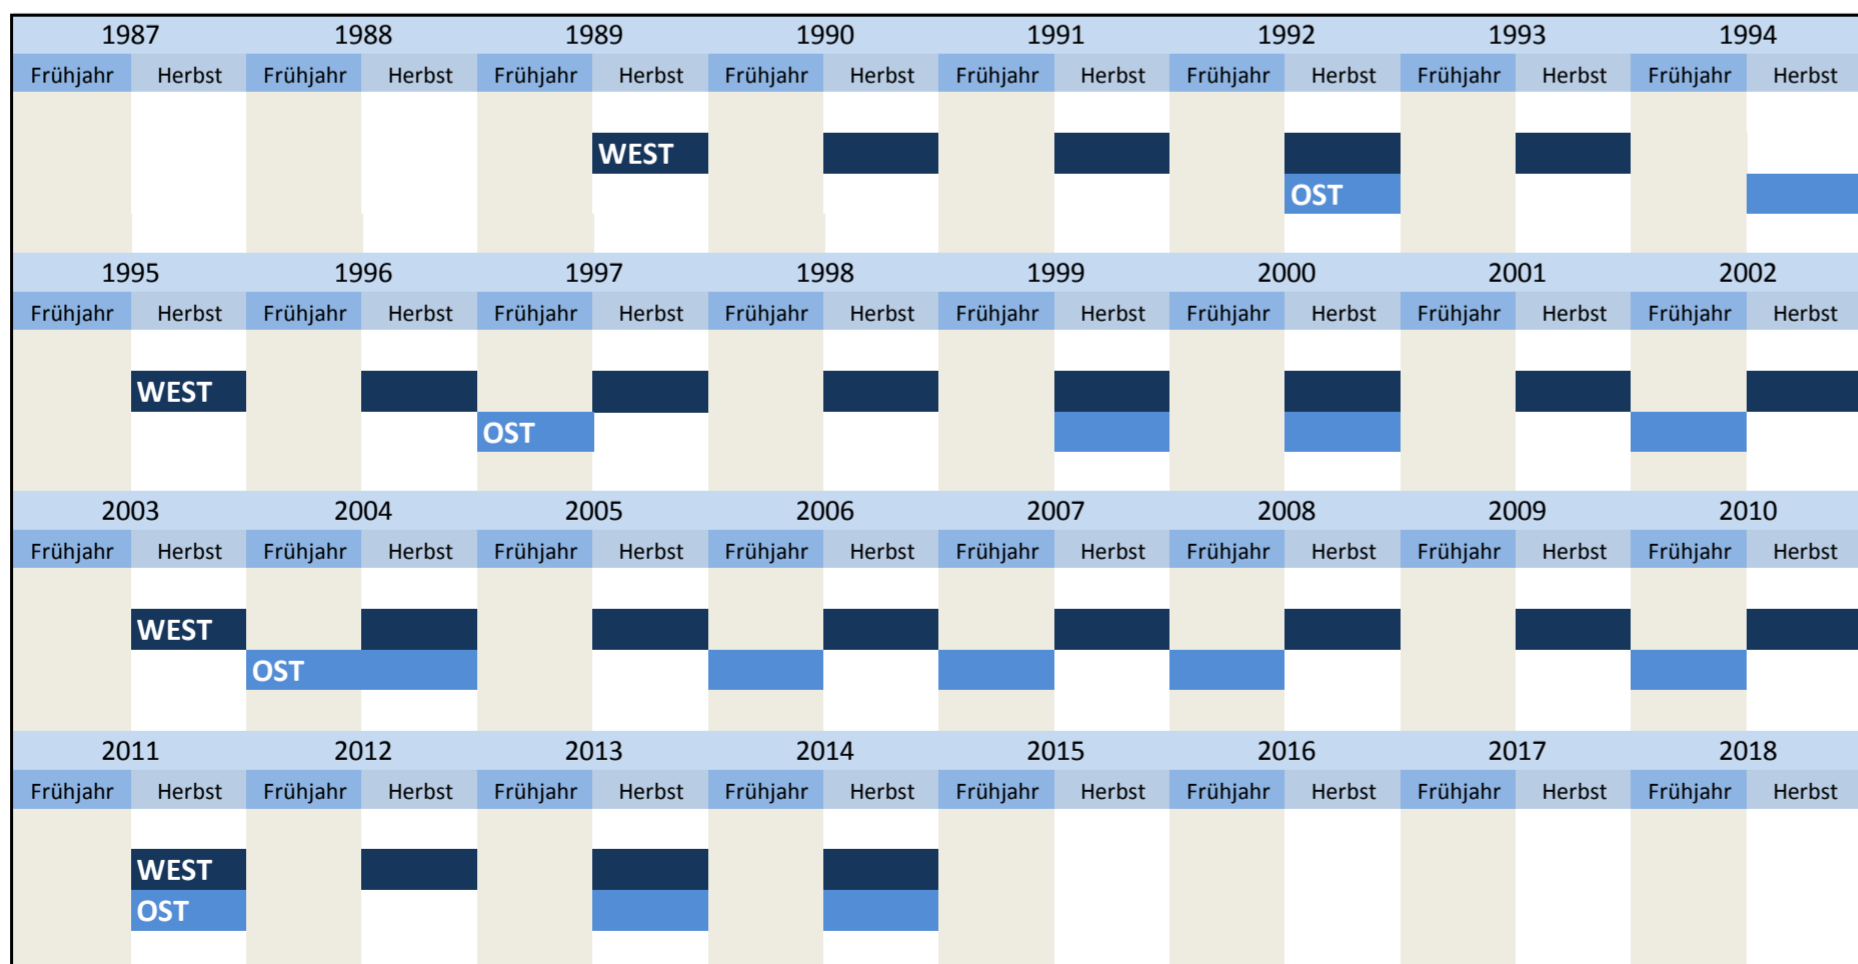 1987 1988 1989 1990 1991 1992 1993 1994
Frühjahr Herbst Frühjahr Herbst Frühjahr Herbst Frühjahr Herbst Frühjahr Herbst Frühjahr Herbst Frühjahr Herbst Frühjahr Herbst
WEST
OST
1995 1996 1997 1998 1999 2000 2001 2002
Frühjahr Herbst Frühjahr Herbst Frühjahr Herbst Frühjahr Herbst Frühjahr Herbst Frühjahr Herbst Frühjahr Herbst Frühjahr Herbst
WEST
OST
2003 2004 2005 2006 2007 2008 2009 2010
Frühjahr Herbst Frühjahr Herbst Frühjahr Herbst Frühjahr Herbst Frühjahr Herbst Frühjahr Herbst Frühjahr Herbst Frühjahr Herbst
WEST
OST
2011 2012 2013 2014 2015 2016 2017 2018
Frühjahr Herbst Frühjahr Herbst Frühjahr Herbst Frühjahr Herbst Frühjahr Herbst Frühjahr Herbst Frühjahr Herbst Frühjahr Herbst
WEST
OST